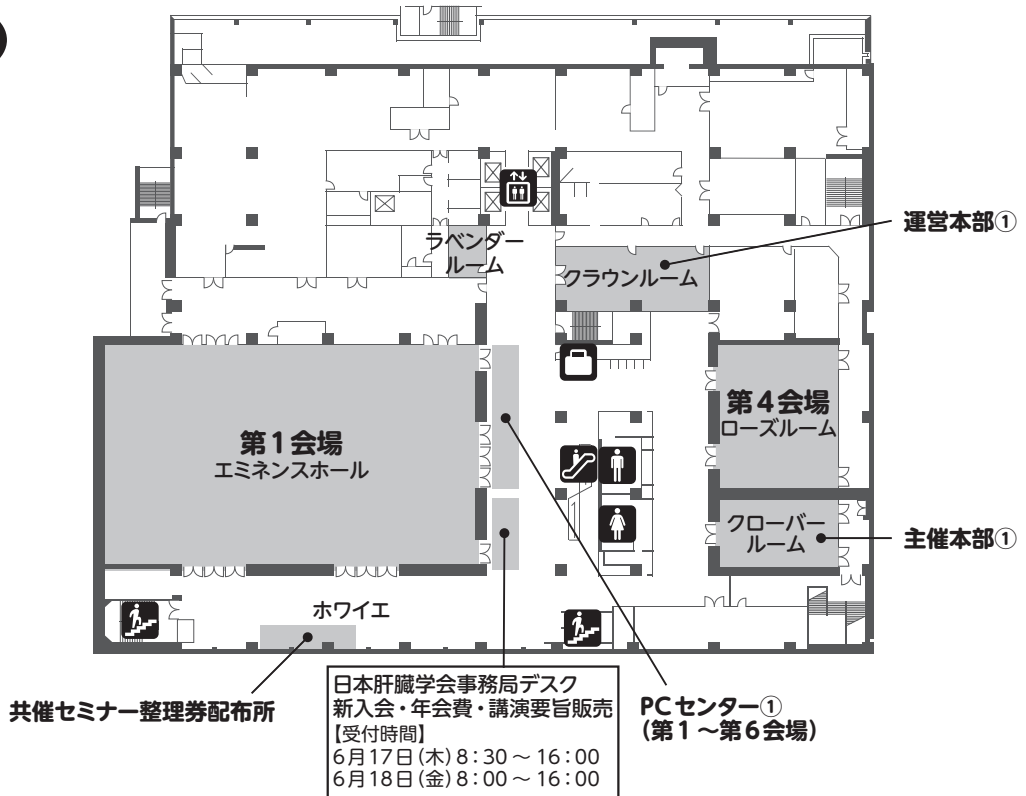 運営本部①
ラベンダー
ルーム
クラウンルーム
第1会場
エミネンスホール
第4会場
ローズルーム
クローバー
ルーム
主催本部①
ホワイエ
共催セミナー整理券配布所
日本肝臓学会事務局デスク
新入会・年会費・講演要旨販売
【受付時間】
6月17日(木)8:30～16:00
6月18日(金)8:00～16:00
PCセンター①
(第1～第6会場)